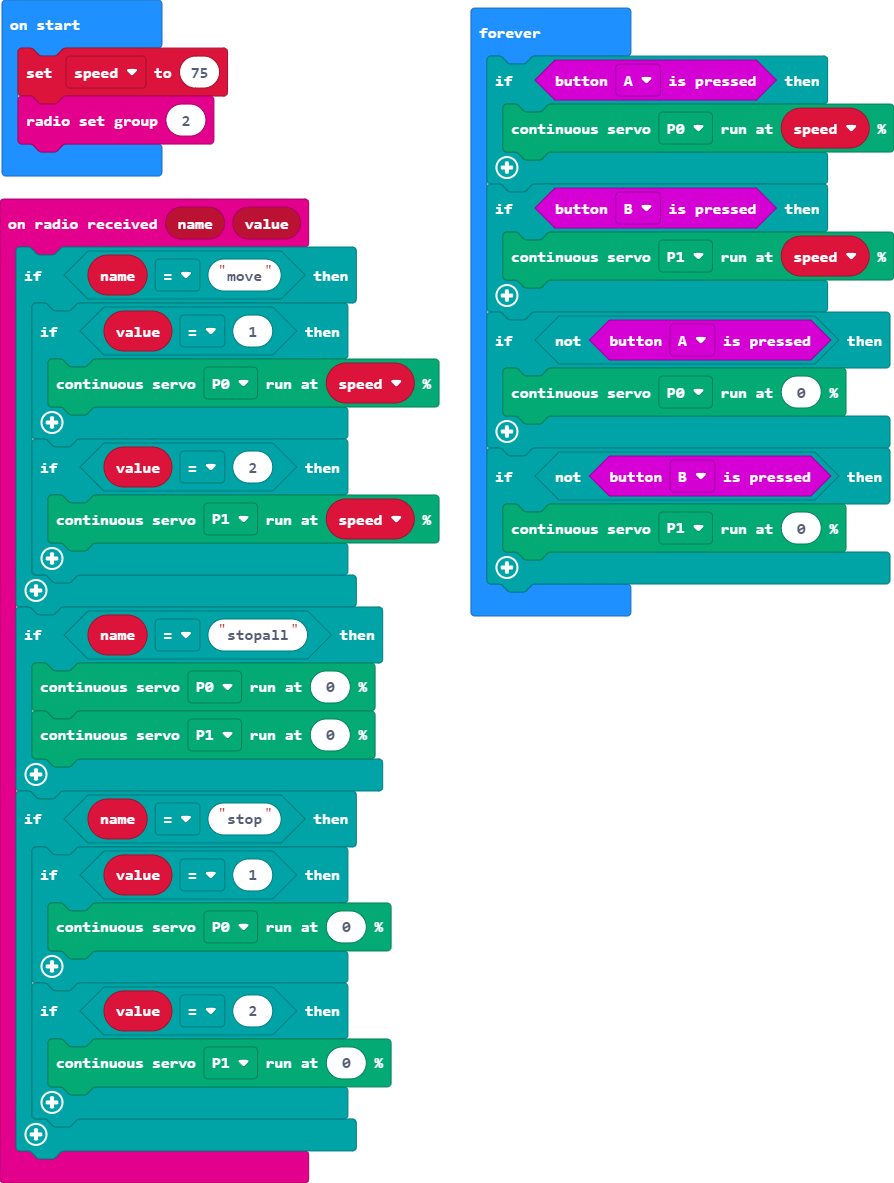 on start
set speed to 75
radio set group 2
on radio received name value
if name = "move" then
if value = 1 then
continuous servo P0 run at speed %
if value = 2 then
continuous servo P1 run at speed %
if name = "stopall" then
continuous servo P0 run at 0 %
continuous servo P1 run at 0 %
if name = "stop" then
if value = 1 then
continuous servo P0 run at 0 %
if value = 2 then
continuous servo P1 run at 0 %
forever
if button A is pressed then
continuous servo P0 run at speed %
if button B is pressed then
continuous servo P1 run at speed %
if not button A is pressed then
continuous servo P0 run at 0 %
if not button B is pressed then
continuous servo P1 run at 0 %